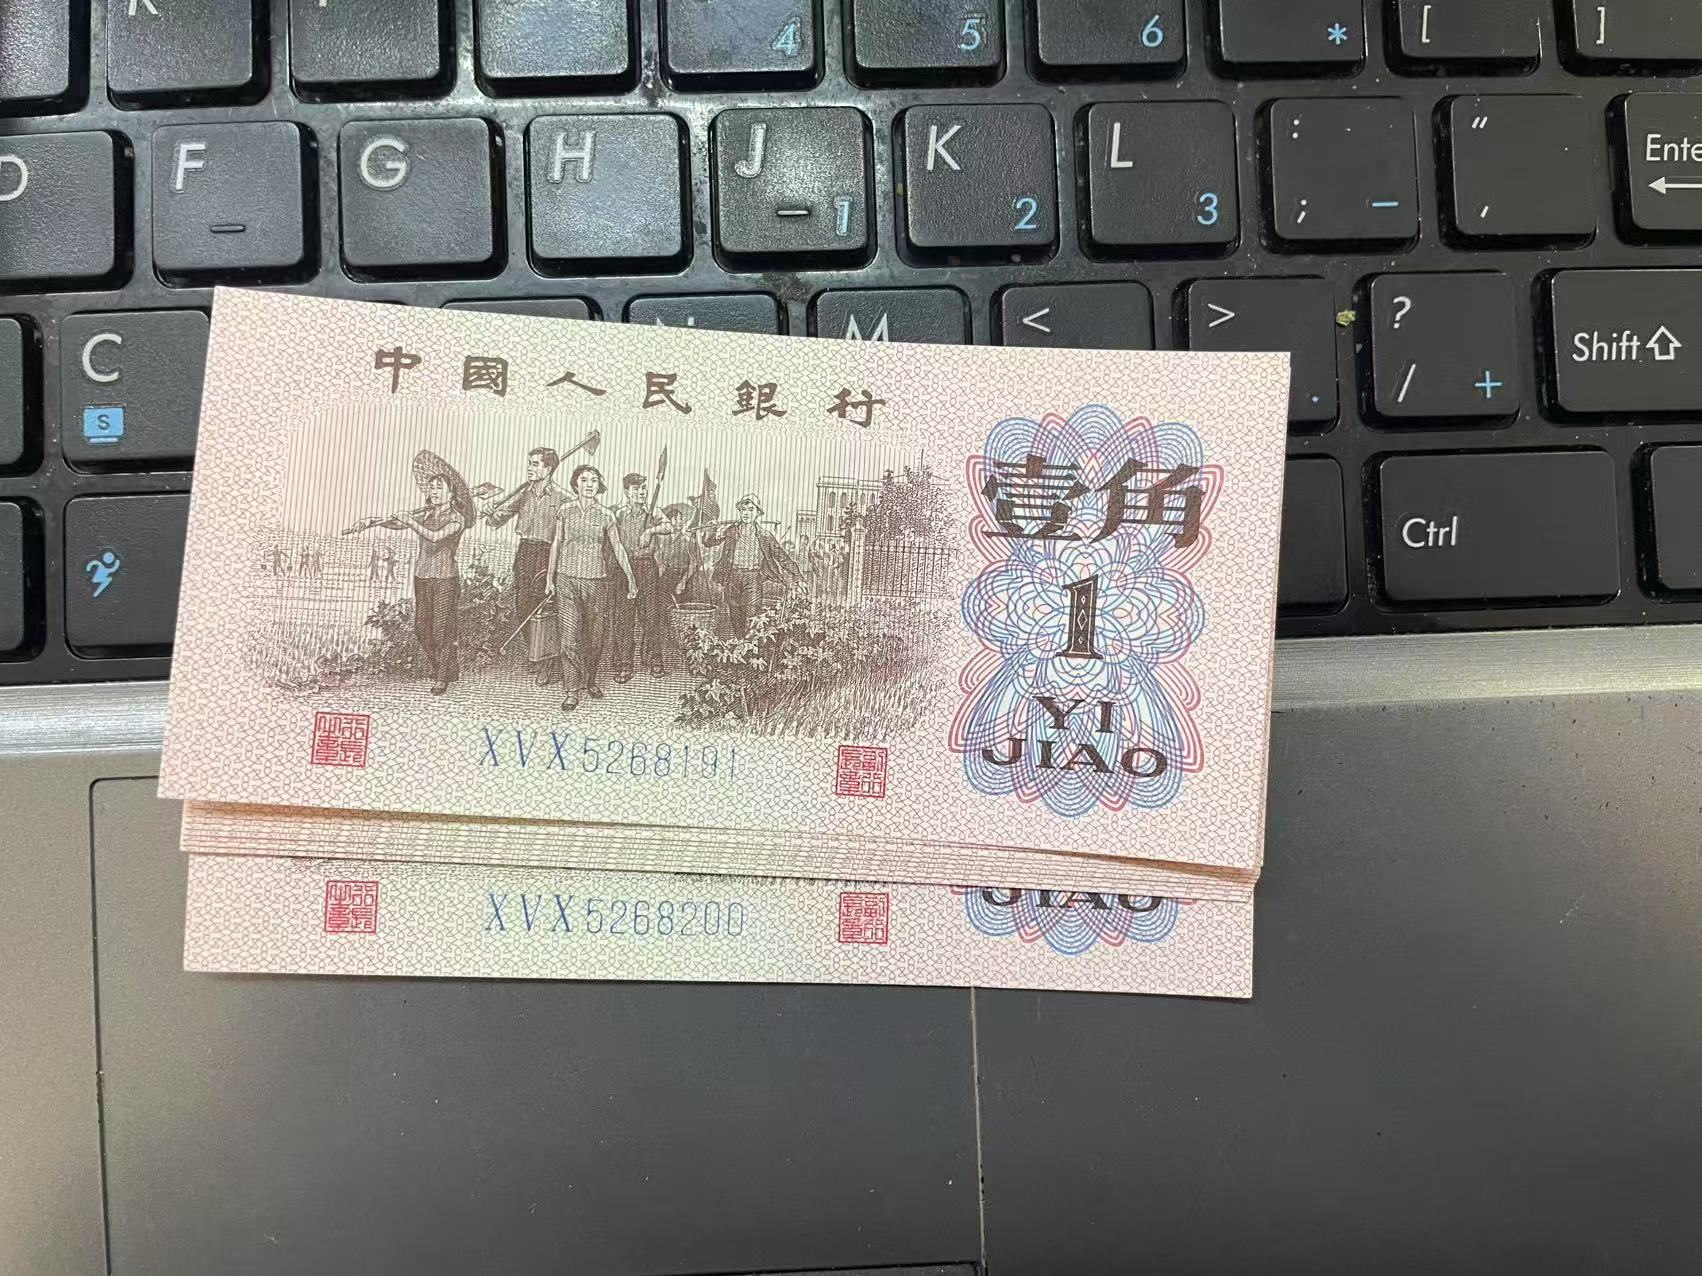 R
4
5
6
*
[
]
D
F
G
H
J
1
K
2
L
3
:
;
"
'
Enter
C
S
N
M
<
>
.
?
/
+
Shift
Ctrl
中國人民銀行
壹角
1
YI
JIAO
XVX5268191
JIAO
XVX5268200